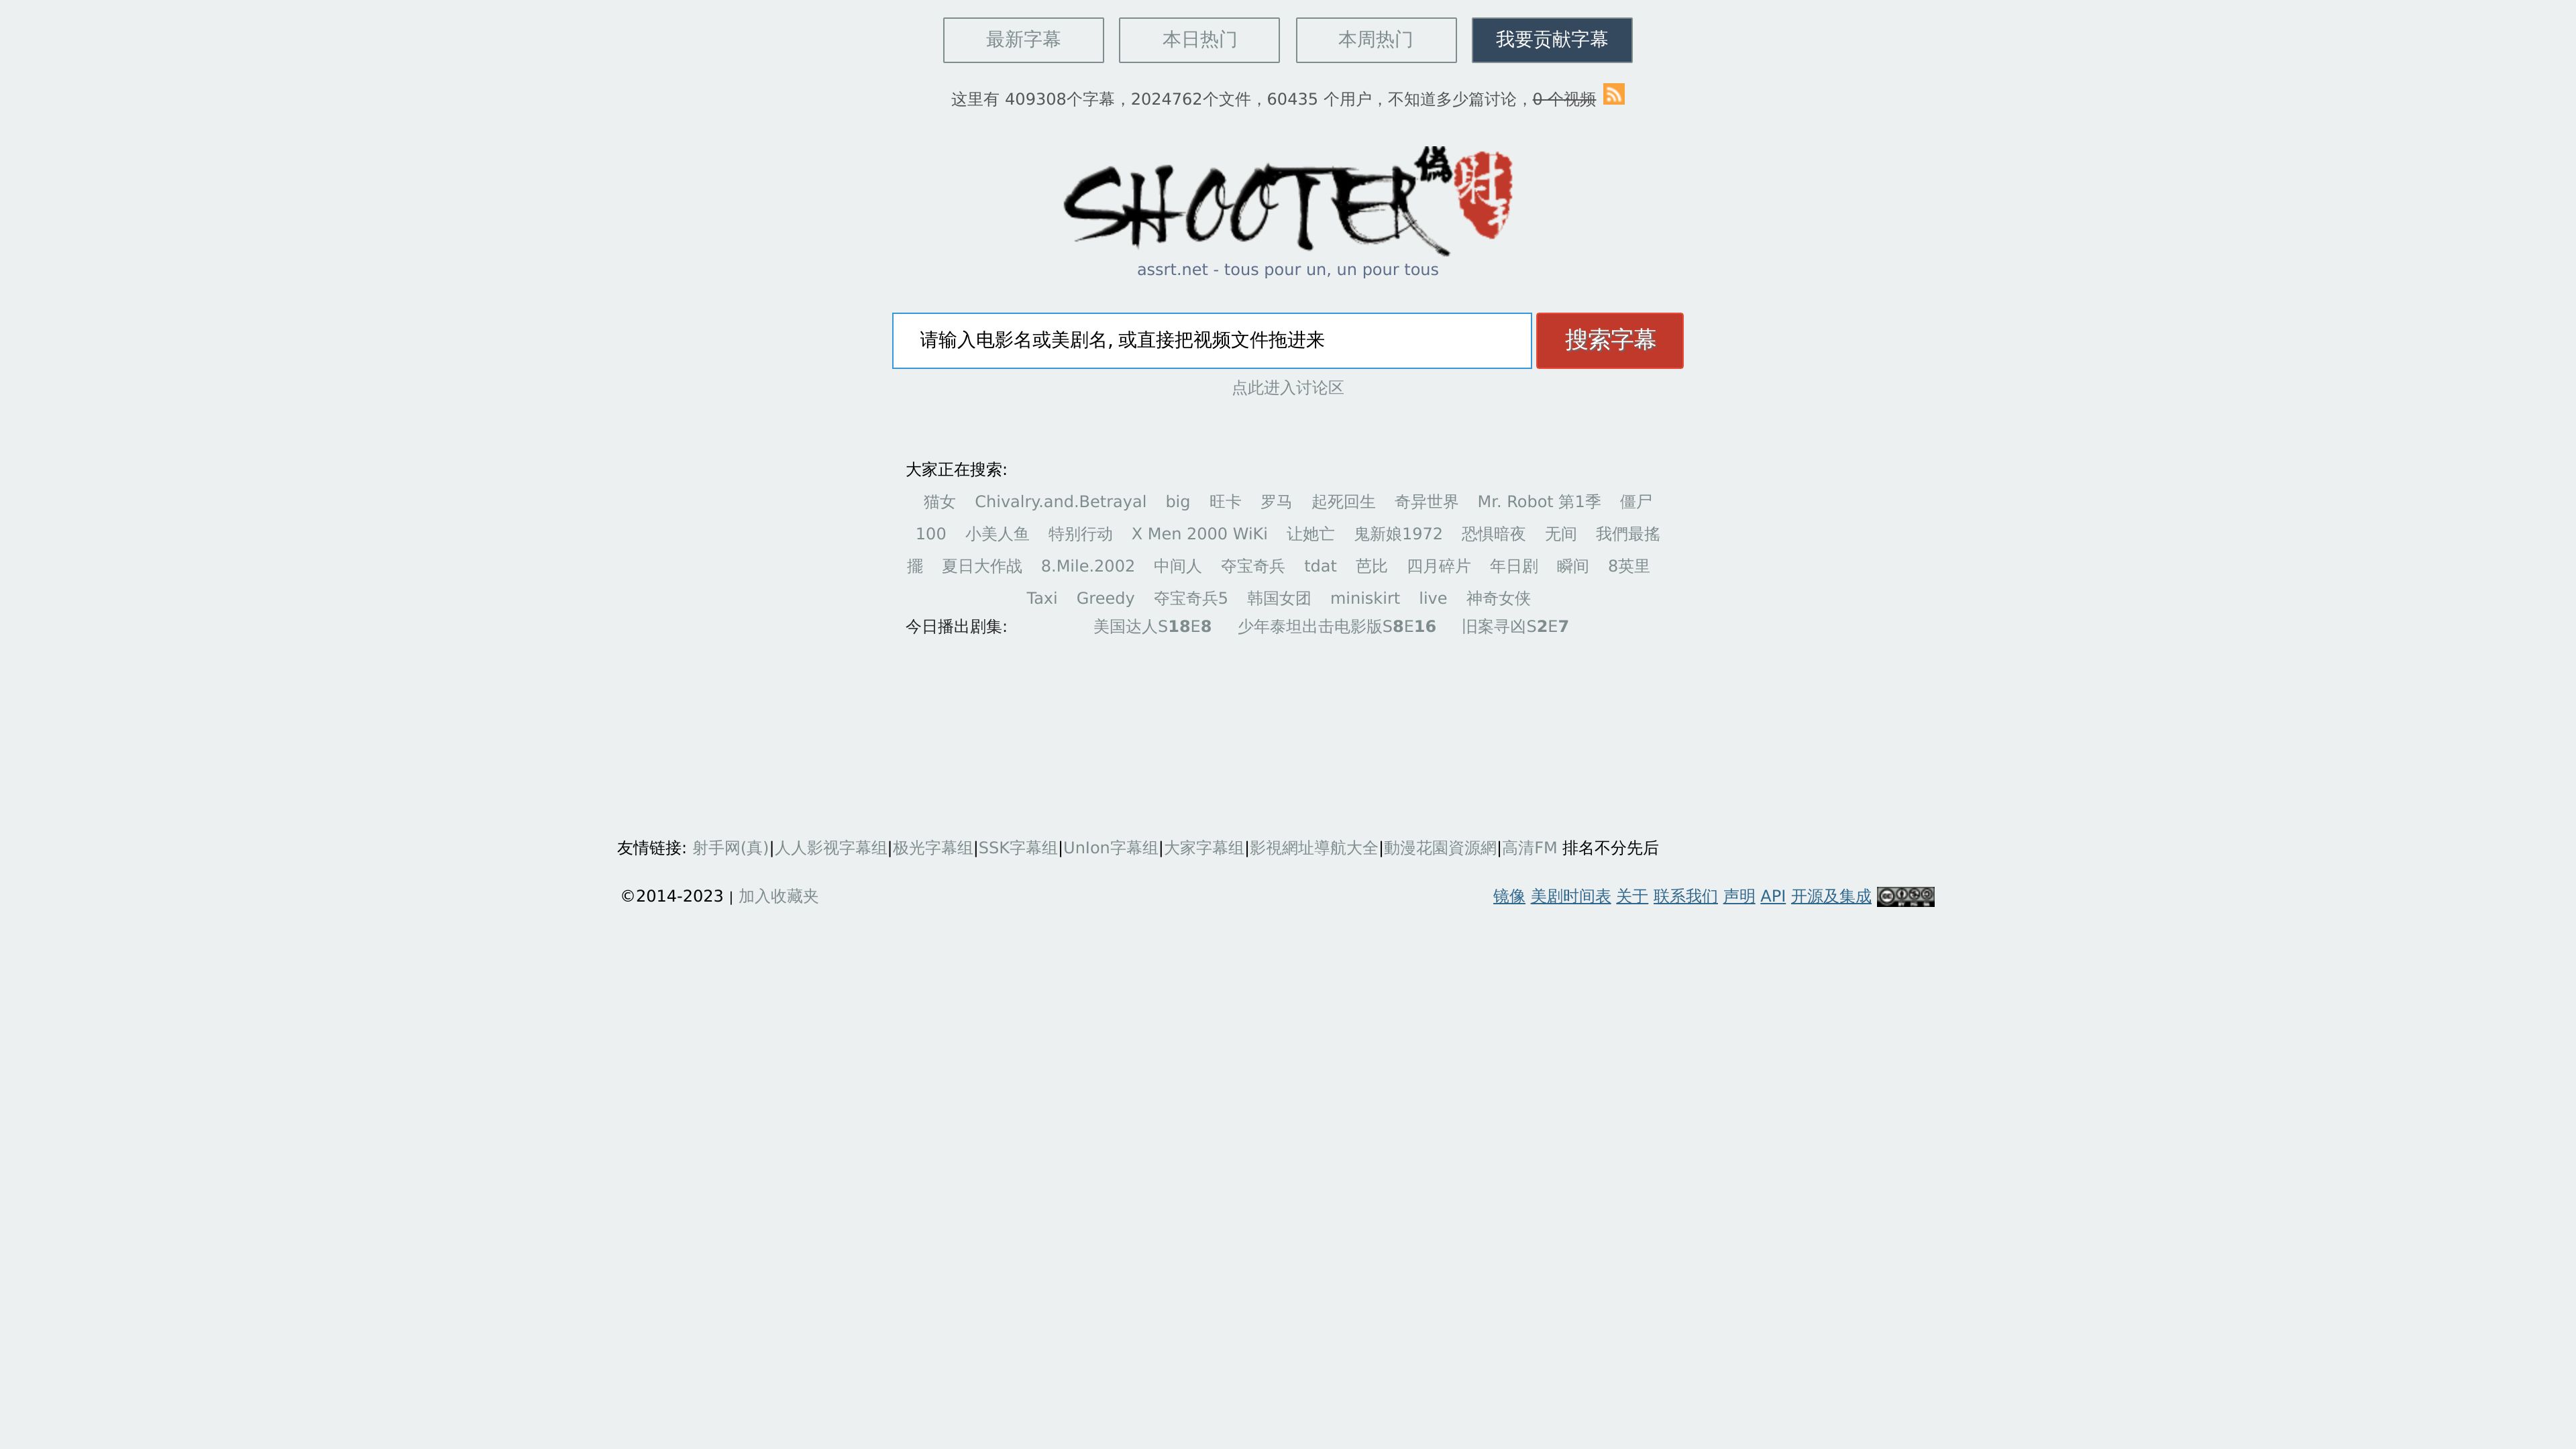 最新字幕 本日热门 本周热门 我要贡献字幕
这里有 409308个字幕，2024762个文件，60435 个用户，不知道多少篇讨论，0 个视频
SHOOTER 偽 射手
assrt.net - tous pour un, un pour tous
请输入电影名或美剧名, 或直接把视频文件拖进来 搜索字幕
点此进入讨论区
大家正在搜索:
猫女 Chivalry.and.Betrayal big 旺卡 罗马 起死回生 奇异世界 Mr. Robot 第1季 僵尸
100 小美人鱼 特别行动 X Men 2000 WiKi 让她亡 鬼新娘1972 恐惧暗夜 无间 我們最搖
擺 夏日大作战 8.Mile.2002 中间人 夺宝奇兵 tdat 芭比 四月碎片 年日剧 瞬间 8英里
Taxi Greedy 夺宝奇兵5 韩国女团 miniskirt live 神奇女侠
今日播出剧集: 美国达人S18E8 少年泰坦出击电影版S8E16 旧案寻凶S2E7
友情链接: 射手网(真)|人人影视字幕组|极光字幕组|SSK字幕组|UnIon字幕组|大家字幕组|影視網址導航大全|動漫花園資源網|高清FM 排名不分先后
©2014-2023 | 加入收藏夹 镜像 美剧时间表 关于 联系我们 声明 API 开源及集成